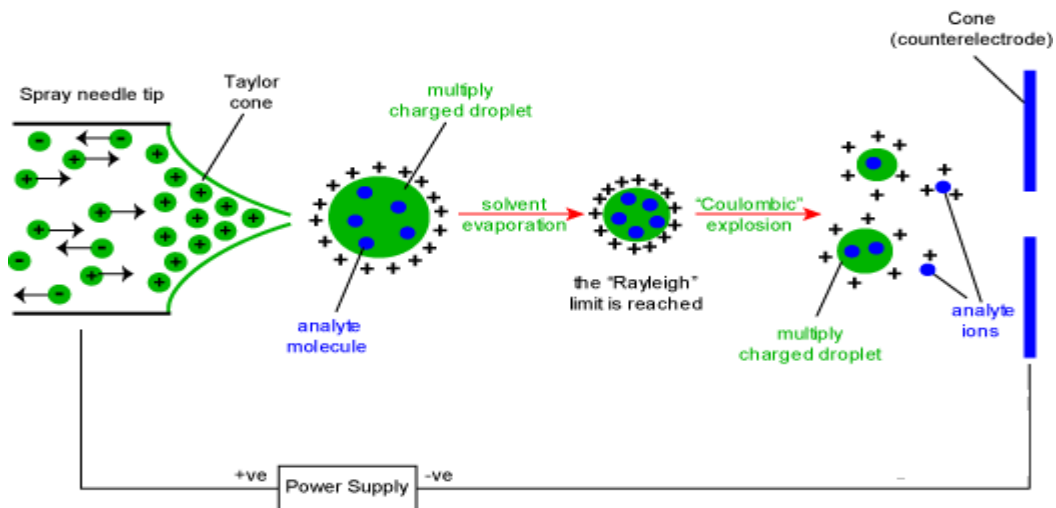 Cone
(counterelectrode)
Spray needle tip
Taylor
cone
multiply
charged droplet
solvent
evaporation
"Coulombic"
explosion
the "Rayleigh"
limit is reached
analyte
molecule
multiply
charged droplet
analyte
ions
+ve
Power Supply
-ve